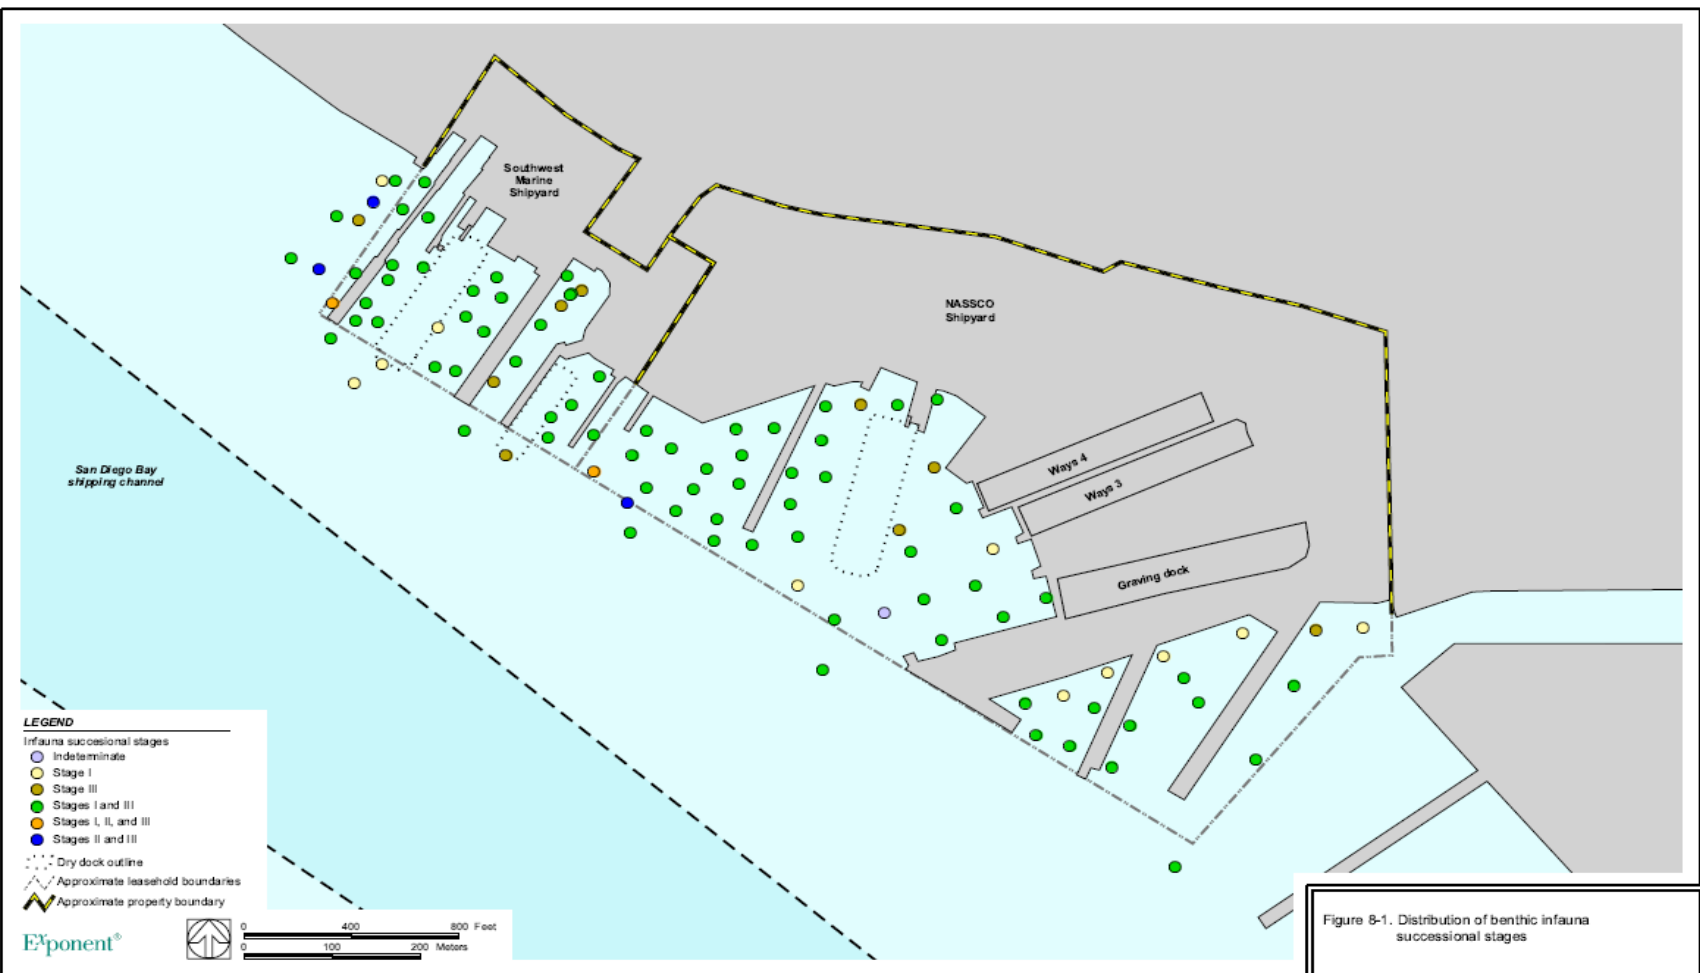 Southwest
Marine
Shipyard
NASSCO
Shipyard
Ways 4
Ways 3
Graving dock
San Diego Bay
shipping channel
LEGEND
Infauna succesional stages
Indeterminate
Stage I
Stage III
Stages I and III
Stages I, II, and III
Stages II and III
Dry dock outline
Approximate leasehold boundaries
Approximate property boundary
Exponent®
0 400 800 Feet
0 100 200 Meters
Figure 8-1. Distribution of benthic infauna
successional stages